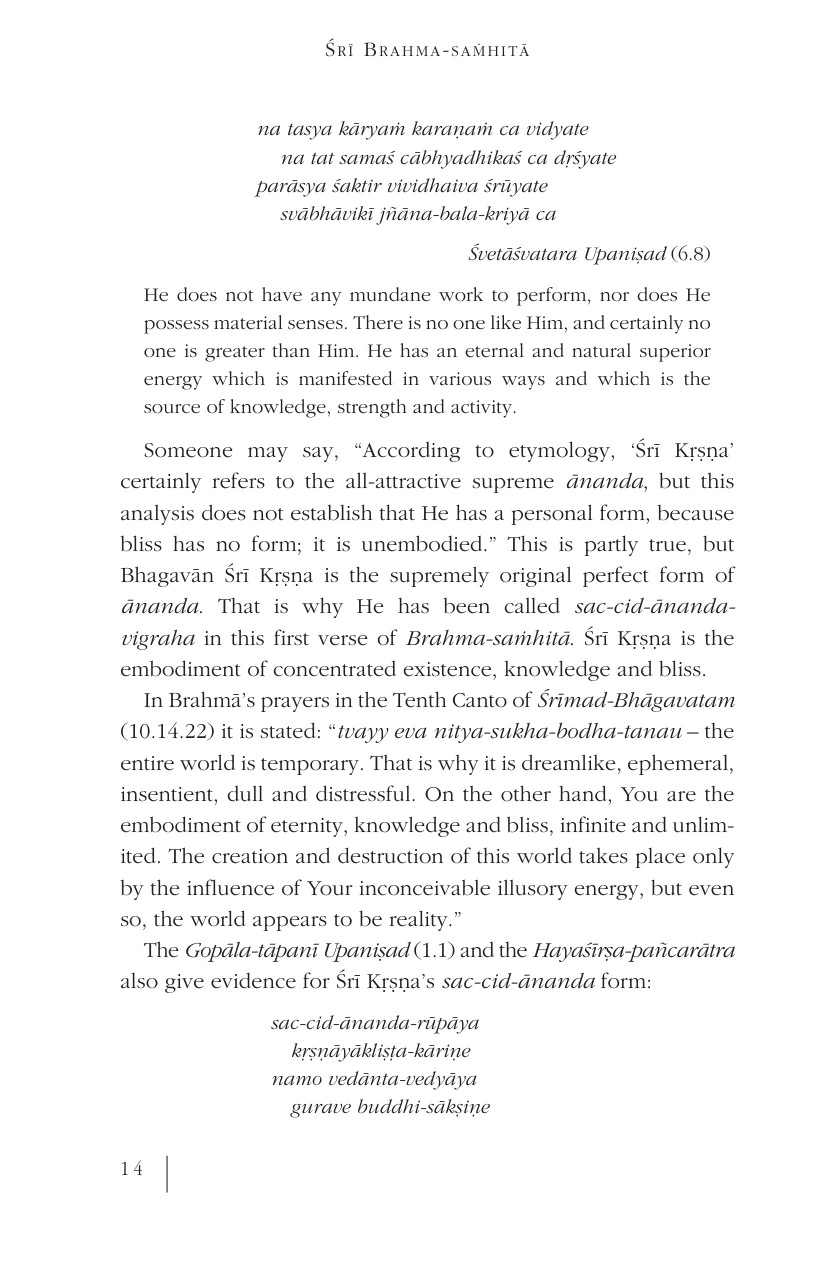 Śrī Brahma-saṁhitā
na tasya kāryaṁ karaṇaṁ ca vidyate
na tat samaś cābhyadhikaś ca dṛśyate
parāsya śaktir vividhaiva śrūyate
svābhāvikī jñāna-bala-kriyā ca
Śvetāśvatara Upaniṣad (6.8)
He does not have any mundane work to perform, nor does He
possess material senses. There is no one like Him, and certainly no
one is greater than Him. He has an eternal and natural superior
energy which is manifested in various ways and which is the
source of knowledge, strength and activity.
Someone may say, “According to etymology, ‘Śrī Kṛṣṇa’
certainly refers to the all-attractive supreme ānanda, but this
analysis does not establish that He has a personal form, because
bliss has no form; it is unembodied.” This is partly true, but
Bhagavān Śrī Kṛṣṇa is the supremely original perfect form of
ānanda. That is why He has been called sac-cid-ānanda-
vigraha in this first verse of Brahma-saṁhitā. Śrī Kṛṣṇa is the
embodiment of concentrated existence, knowledge and bliss.
In Brahmā’s prayers in the Tenth Canto of Śrīmad-Bhāgavatam
(10.14.22) it is stated: “tvayy eva nitya-sukha-bodha-tanau – the
entire world is temporary. That is why it is dreamlike, ephemeral,
insentient, dull and distressful. On the other hand, You are the
embodiment of eternity, knowledge and bliss, infinite and unlim-
ited. The creation and destruction of this world takes place only
by the influence of Your inconceivable illusory energy, but even
so, the world appears to be reality.”
The Gopāla-tāpanī Upaniṣad (1.1) and the Hayaśīrṣa-pañcarātra
also give evidence for Śrī Kṛṣṇa’s sac-cid-ānanda form:
sac-cid-ānanda-rūpāya
kṛṣṇāyākliṣṭa-kāriṇe
namo vedānta-vedyāya
gurave buddhi-sākṣiṇe
14